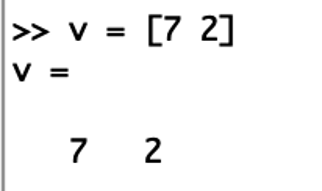 >> v = [7 2]
v =
7 2